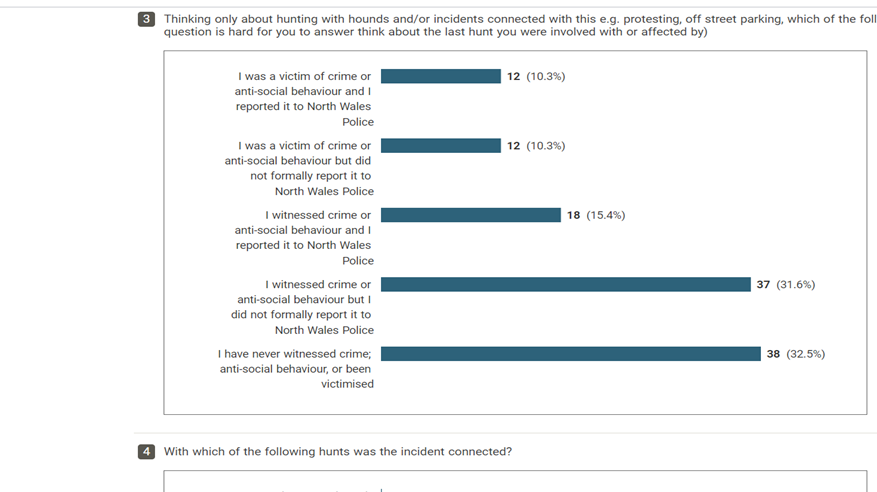 3 Thinking only about hunting with hounds and/or incidents connected with this e.g. protesting, off street parking, which of the foll
question is hard for you to answer think about the last hunt you were involved with or affected by)
I was a victim of crime or
anti-social behaviour and I
reported it to North Wales
Police
12 (10.3%)
I was a victim of crime or
anti-social behaviour but did
not formally report it to
North Wales Police
12 (10.3%)
I witnessed crime or
anti-social behaviour and I
reported it to North Wales
Police
18 (15.4%)
I witnessed crime or
anti-social behaviour but I
did not formally report it to
North Wales Police
37 (31.6%)
I have never witnessed crime;
anti-social behaviour, or been
victimised
38 (32.5%)
4 With which of the following hunts was the incident connected?